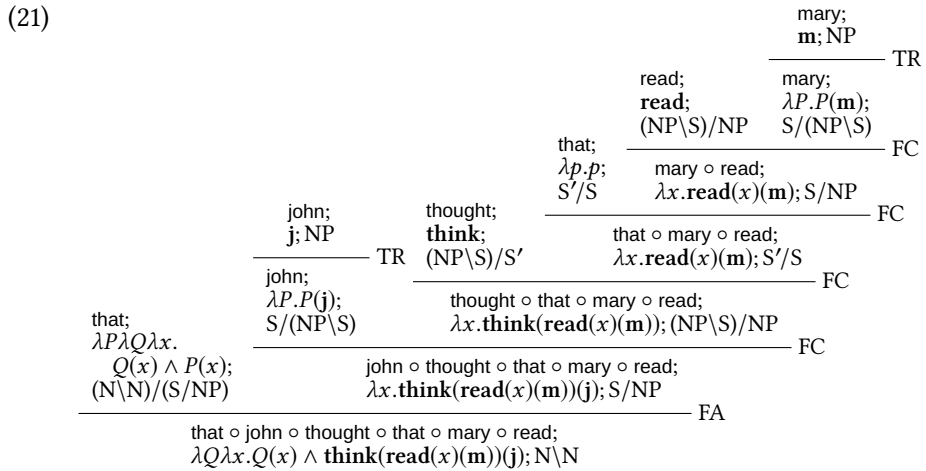 (21)
mary;
m; NP
TR
read;
read;
(NP\S)/NP
mary;
λP.P(m);
S/(NP\S)
FC
that;
λp.p;
S′/S
mary ∘ read;
λx.read(x)(m); S/NP
FC
john;
j; NP
TR
thought;
think;
(NP\S)/S′
that ∘ mary ∘ read;
λx.read(x)(m); S′/S
FC
john;
λP.P(j);
S/(NP\S)
thought ∘ that ∘ mary ∘ read;
λx.think(read(x)(m)); (NP\S)/NP
FC
that;
λPλQλx.
Q(x) ∧ P(x);
(N\N)/(S/NP)
john ∘ thought ∘ that ∘ mary ∘ read;
λx.think(read(x)(m))(j); S/NP
FA
that ∘ john ∘ thought ∘ that ∘ mary ∘ read;
λQλx.Q(x) ∧ think(read(x)(m))(j); N\N